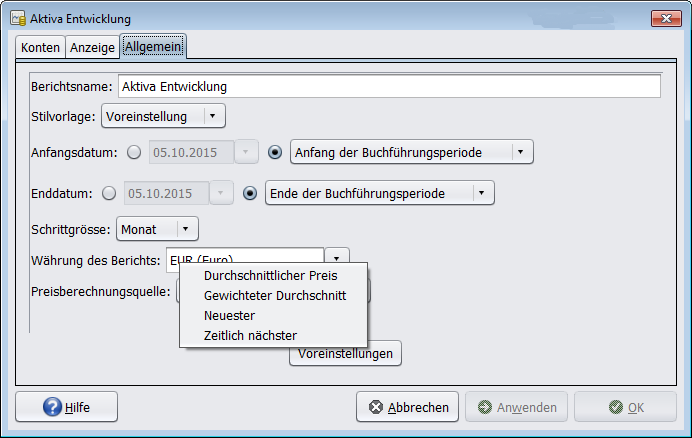 Aktiva Entwicklung
Konten Anzeige Allgemein
Berichtsname: Aktiva Entwicklung
Stilvorlage: Voreinstellung
Anfangsdatum: 05.10.2015 Anfang der Buchführungsperiode
Enddatum: 05.10.2015 Ende der Buchführungsperiode
Schrittgrösse: Monat
Währung des Berichts: EUR (Euro)
Preisberechnungsquelle:
Durchschnittlicher Preis
Gewichteter Durchschnitt
Neuester
Zeitlich nächster
Voreinstellungen
Hilfe Abbrechen Anwenden OK